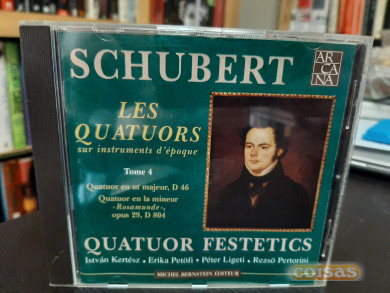 SCHUBERT
AR
CA
NA
LES
QUATUORS
sur instruments d'époque
Tome 4
Quatuor en ut majeur, D 46
Quatuor en la mineur
«Rosamunde»,
opus 29, D 804
QUATUOR FESTETICS
István Kertész • Erika Petőfi • Péter Ligeti • Rezső Pertorini
MICHEL BERNSTEIN EDITEUR
coisas